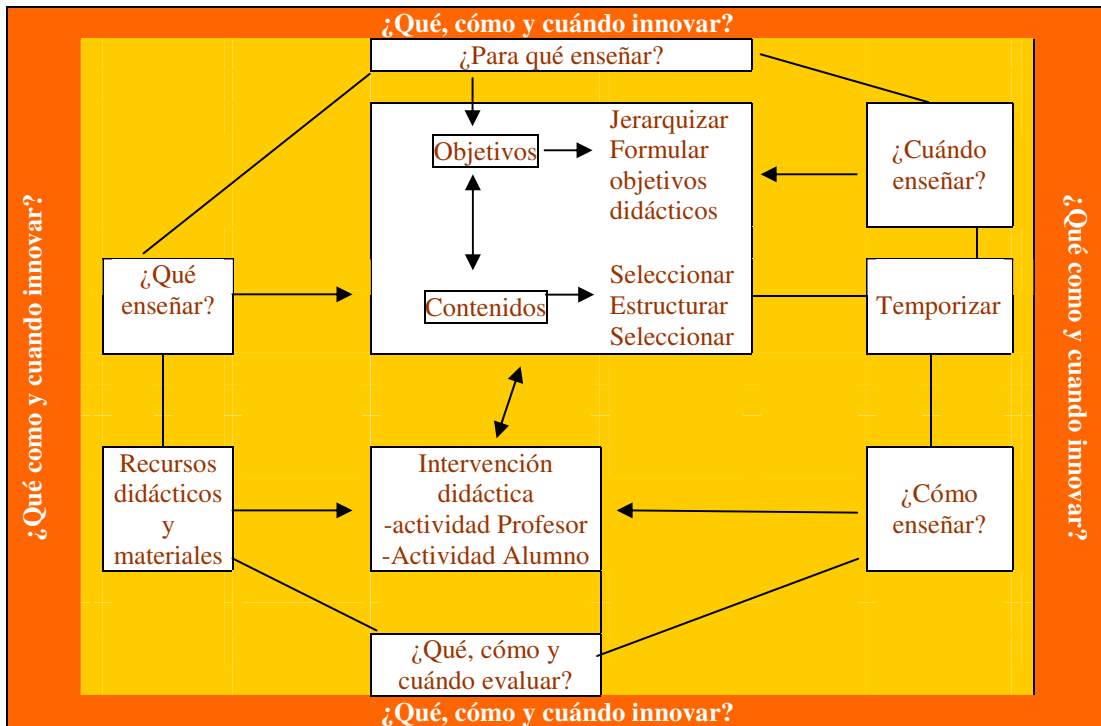 ¿Qué, cómo y cuándo innovar?
¿Para qué enseñar?
Objetivos
Jerarquizar
Formular
objetivos
didácticos
¿Cuándo
enseñar?
¿Qué como y cuando innovar?
¿Qué como y cuando innovar?
¿Qué
enseñar?
Contenidos
Seleccionar
Estructurar
Seleccionar
Temporizar
Recursos
didácticos
y
materiales
Intervención
didáctica
-actividad Profesor
-Actividad Alumno
¿Cómo
enseñar?
¿Qué, cómo y
cuándo evaluar?
¿Qué, cómo y cuándo innovar?